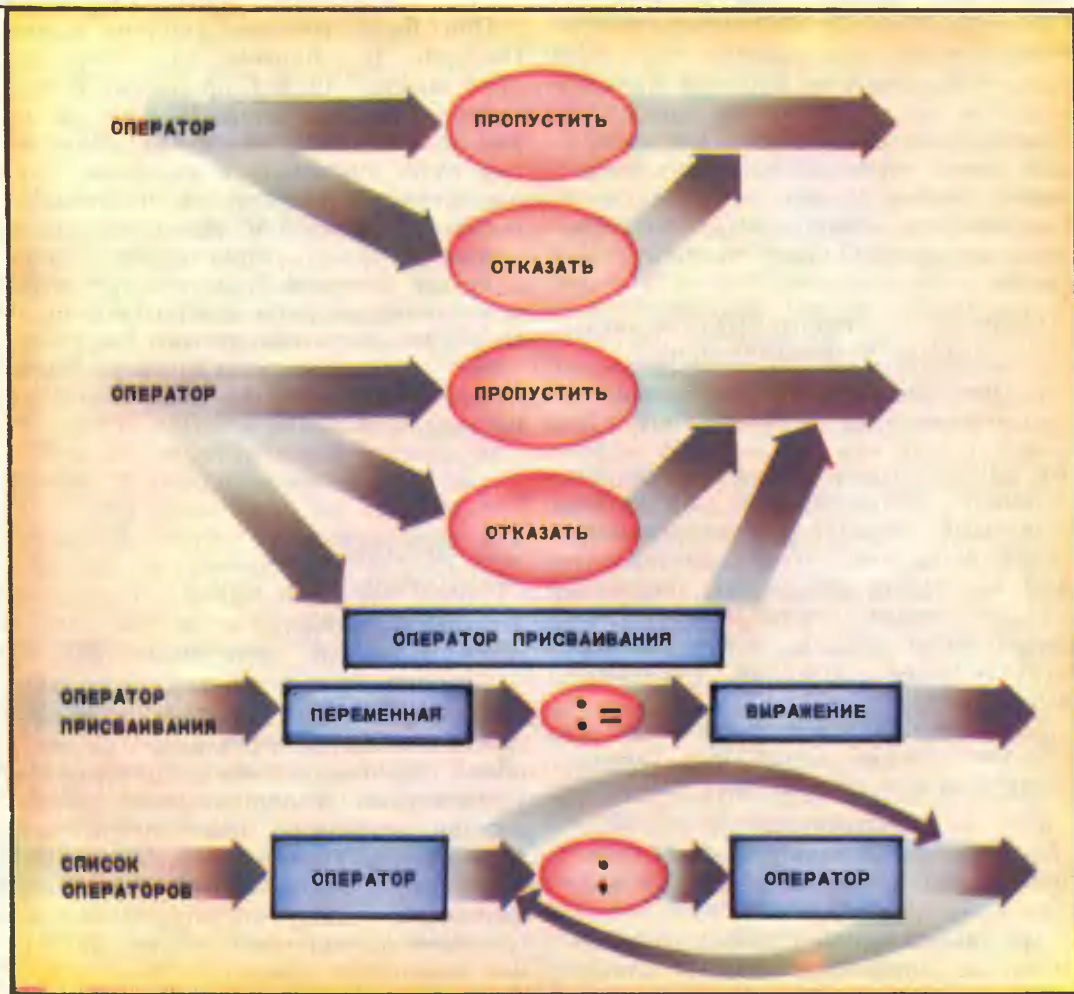 ОПЕРАТОР
ПРОПУСТИТЬ
ОТКАЗАТЬ
ОПЕРАТОР
ПРОПУСТИТЬ
ОТКАЗАТЬ
ОПЕРАТОР ПРИСВАИВАНИЯ
ОПЕРАТОР
ПРИСВАИВАНИЯ
ПЕРЕМЕННАЯ
:=
ВЫРАЖЕНИЕ
СПИСОК
ОПЕРАТОРОВ
ОПЕРАТОР
;
ОПЕРАТОР